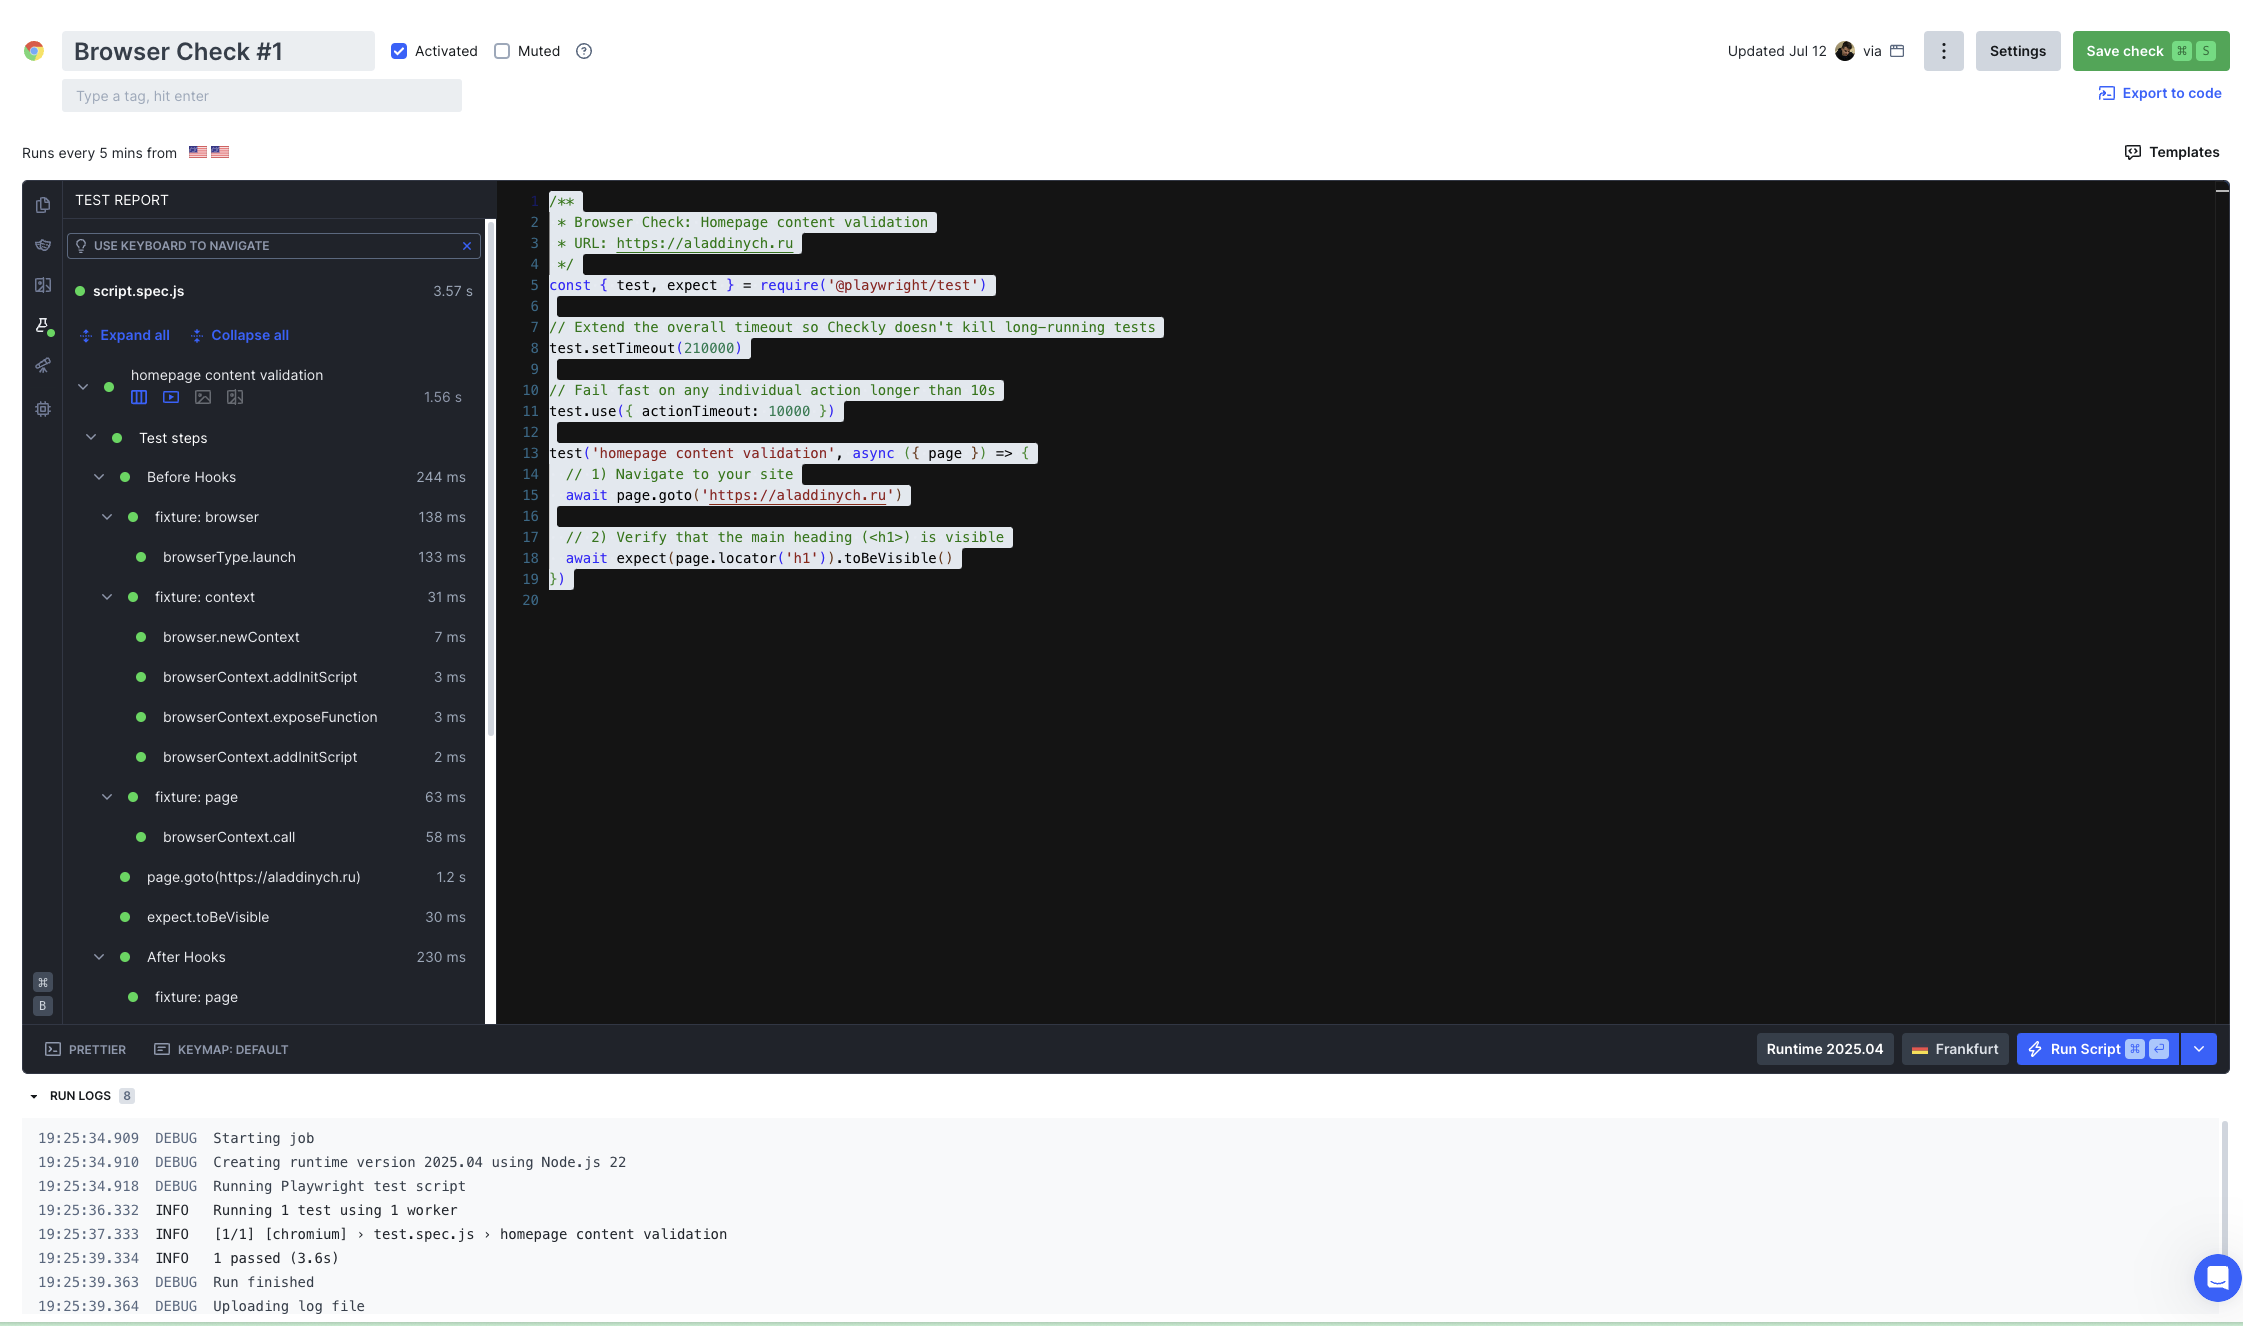 Browser Check #1
Activated
Muted
Updated Jul 12 via
Settings
Save check ⌘ S
Type a tag, hit enter
Export to code
Runs every 5 mins from
Templates
TEST REPORT
USE KEYBOARD TO NAVIGATE
script.spec.js 3.57 s
Expand all Collapse all
homepage content validation
1.56 s
Test steps
Before Hooks 244 ms
fixture: browser 138 ms
browserType.launch 133 ms
fixture: context 31 ms
browser.newContext 7 ms
browserContext.addInitScript 3 ms
browserContext.exposeFunction 3 ms
browserContext.addInitScript 2 ms
fixture: page 63 ms
browserContext.call 58 ms
page.goto(https://aladdinych.ru) 1.2 s
expect.toBeVisible 30 ms
After Hooks 230 ms
fixture: page
⌘
B
1 /**
2  * Browser Check: Homepage content validation
3  * URL: https://aladdinych.ru
4  */
5 const { test, expect } = require('@playwright/test')
6
7 // Extend the overall timeout so Checkly doesn't kill long-running tests
8 test.setTimeout(210000)
9
10 // Fail fast on any individual action longer than 10s
11 test.use({ actionTimeout: 10000 })
12
13 test('homepage content validation', async ({ page }) => {
14   // 1) Navigate to your site
15   await page.goto('https://aladdinych.ru')
16
17   // 2) Verify that the main heading (<h1>) is visible
18   await expect(page.locator('h1')).toBeVisible()
19 })
20
PRETTIER
KEYMAP: DEFAULT
Runtime 2025.04
Frankfurt
Run Script ⌘ ⏎
RUN LOGS 8
19:25:34.909 DEBUG Starting job
19:25:34.910 DEBUG Creating runtime version 2025.04 using Node.js 22
19:25:34.918 DEBUG Running Playwright test script
19:25:36.332 INFO Running 1 test using 1 worker
19:25:37.333 INFO [1/1] [chromium] › test.spec.js › homepage content validation
19:25:39.334 INFO 1 passed (3.6s)
19:25:39.363 DEBUG Run finished
19:25:39.364 DEBUG Uploading log file